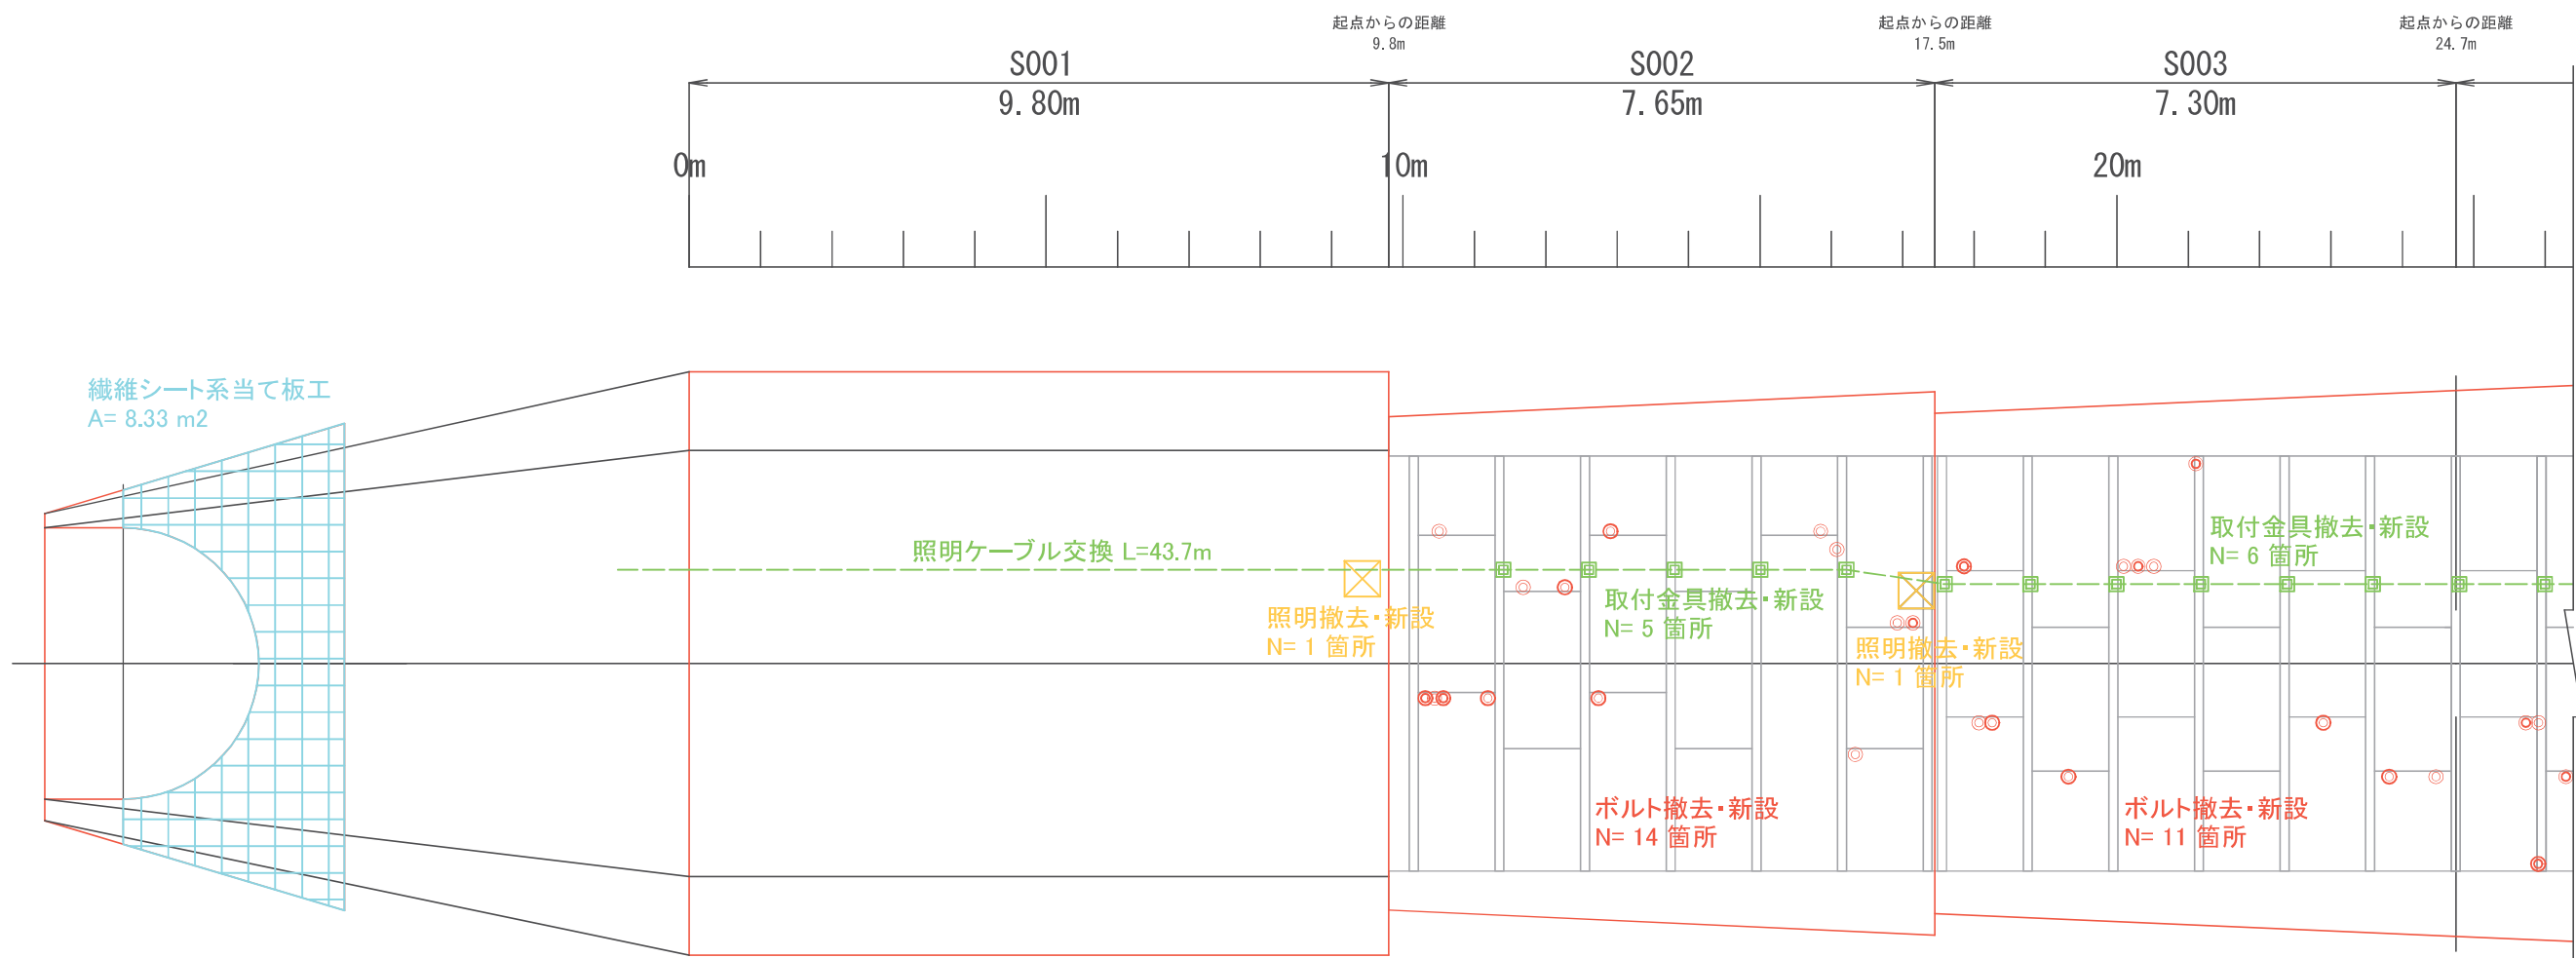 起点からの距離
9.8m
起点からの距離
17.5m
起点からの距離
24.7m
S001
9.80m
S002
7.65m
S003
7.30m
0m
10m
20m
繊維シート系当て板工
A= 8.33 m2
照明ケーブル交換 L=43.7m
照明撤去・新設
N= 1 箇所
取付金具撤去・新設
N= 5 箇所
照明撤去・新設
N= 1 箇所
取付金具撤去・新設
N= 6 箇所
ボルト撤去・新設
N= 14 箇所
ボルト撤去・新設
N= 11 箇所